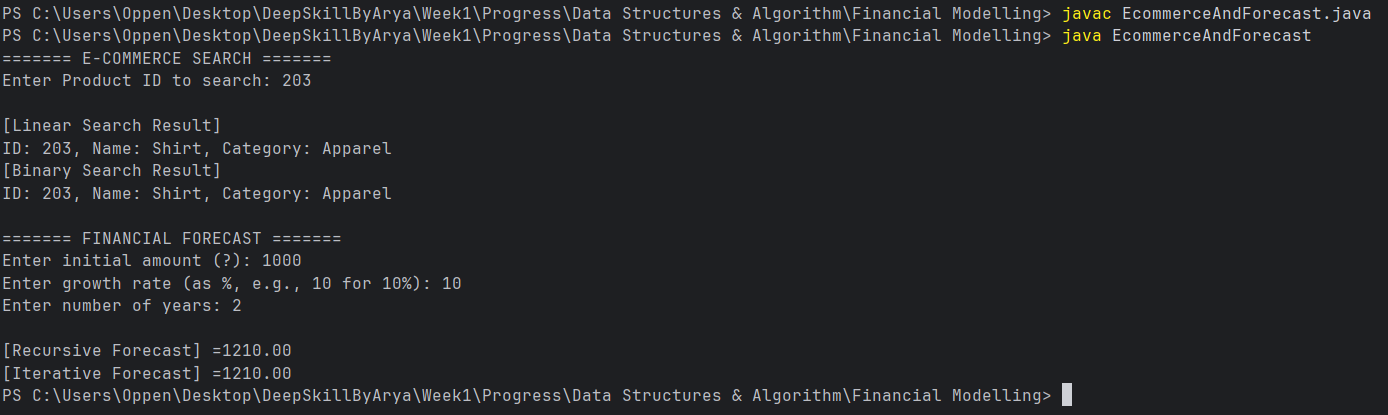 PS C:\Users\Oppen\Desktop\DeepSkillByArya\Week1\Progress\Data Structures & Algorithm\Financial Modelling> javac EcommerceAndForecast.java
PS C:\Users\Oppen\Desktop\DeepSkillByArya\Week1\Progress\Data Structures & Algorithm\Financial Modelling> java EcommerceAndForecast
======= E-COMMERCE SEARCH =======
Enter Product ID to search: 203
[Linear Search Result]
ID: 203, Name: Shirt, Category: Apparel
[Binary Search Result]
ID: 203, Name: Shirt, Category: Apparel
======= FINANCIAL FORECAST =======
Enter initial amount (?): 1000
Enter growth rate (as %, e.g., 10 for 10%): 10
Enter number of years: 2
[Recursive Forecast] =1210.00
[Iterative Forecast] =1210.00
PS C:\Users\Oppen\Desktop\DeepSkillByArya\Week1\Progress\Data Structures & Algorithm\Financial Modelling>